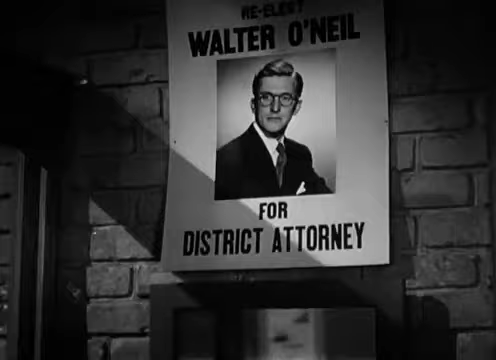 RE-ELECT
WALTER O'NEIL
FOR
DISTRICT ATTORNEY